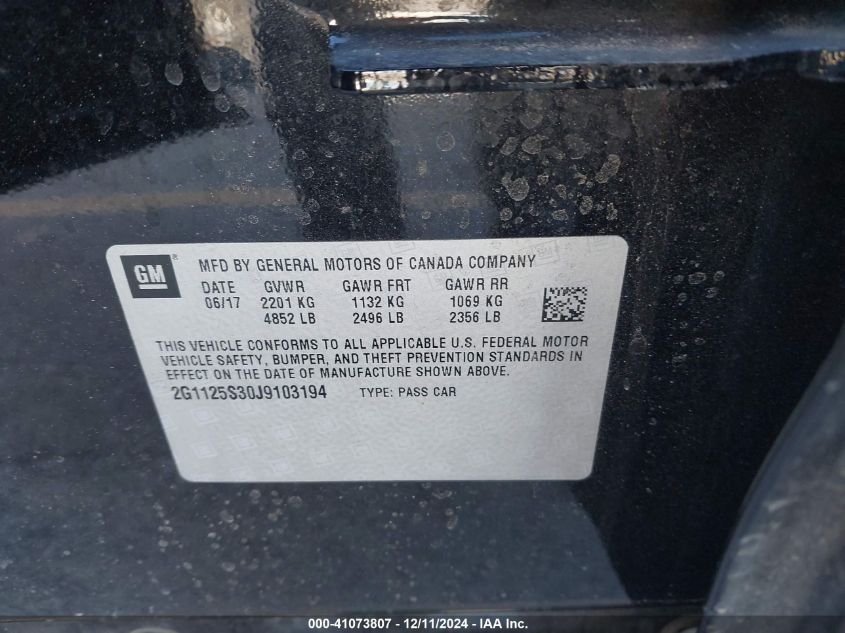 GM ® MFD BY GENERAL MOTORS OF CANADA COMPANY
DATE GVWR GAWR FRT GAWR RR
06/17 2201 KG 1132 KG 1069 KG
4852 LB 2496 LB 2356 LB
THIS VEHICLE CONFORMS TO ALL APPLICABLE U.S. FEDERAL MOTOR
VEHICLE SAFETY, BUMPER, AND THEFT PREVENTION STANDARDS IN
EFFECT ON THE DATE OF MANUFACTURE SHOWN ABOVE.
2G1125S30J9103194 TYPE: PASS CAR
000-41073807 - 12/11/2024 - IAA Inc.